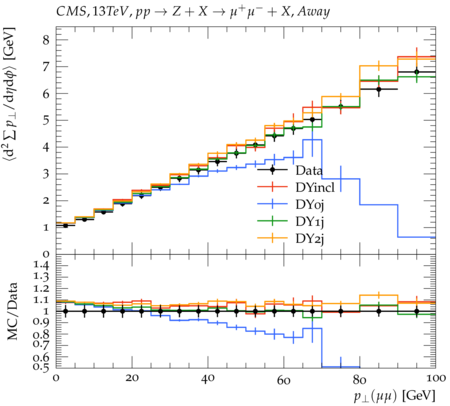 CMS, 13TeV, pp → Z + X → μ⁺μ⁻ + X, Away
⟨d² ∑ p⊥/dηdφ⟩ [GeV]
8
7
6
5
4
3
2
1
0
Data
DYincl
DY0j
DY1j
DY2j
MC/Data
1.4
1.3
1.2
1.1
1
0.9
0.8
0.7
0.6
0.5
0 20 40 60 80 100
p⊥(μμ) [GeV]